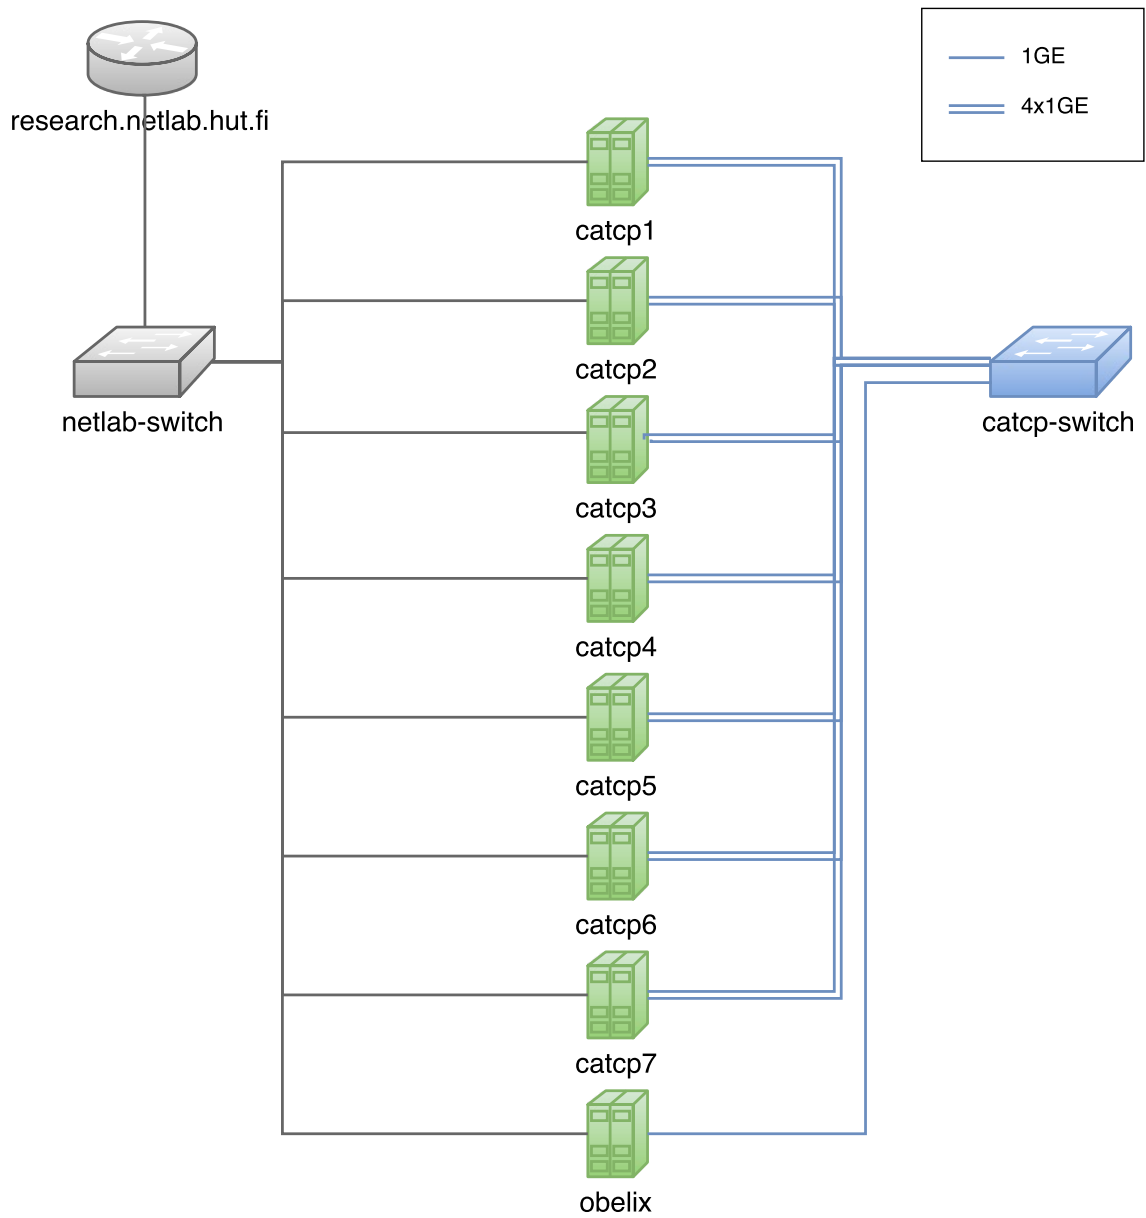 1GE
4x1GE
research.netlab.hut.fi
catcp1
catcp2
netlab-switch
catcp-switch
catcp3
catcp4
catcp5
catcp6
catcp7
obelix